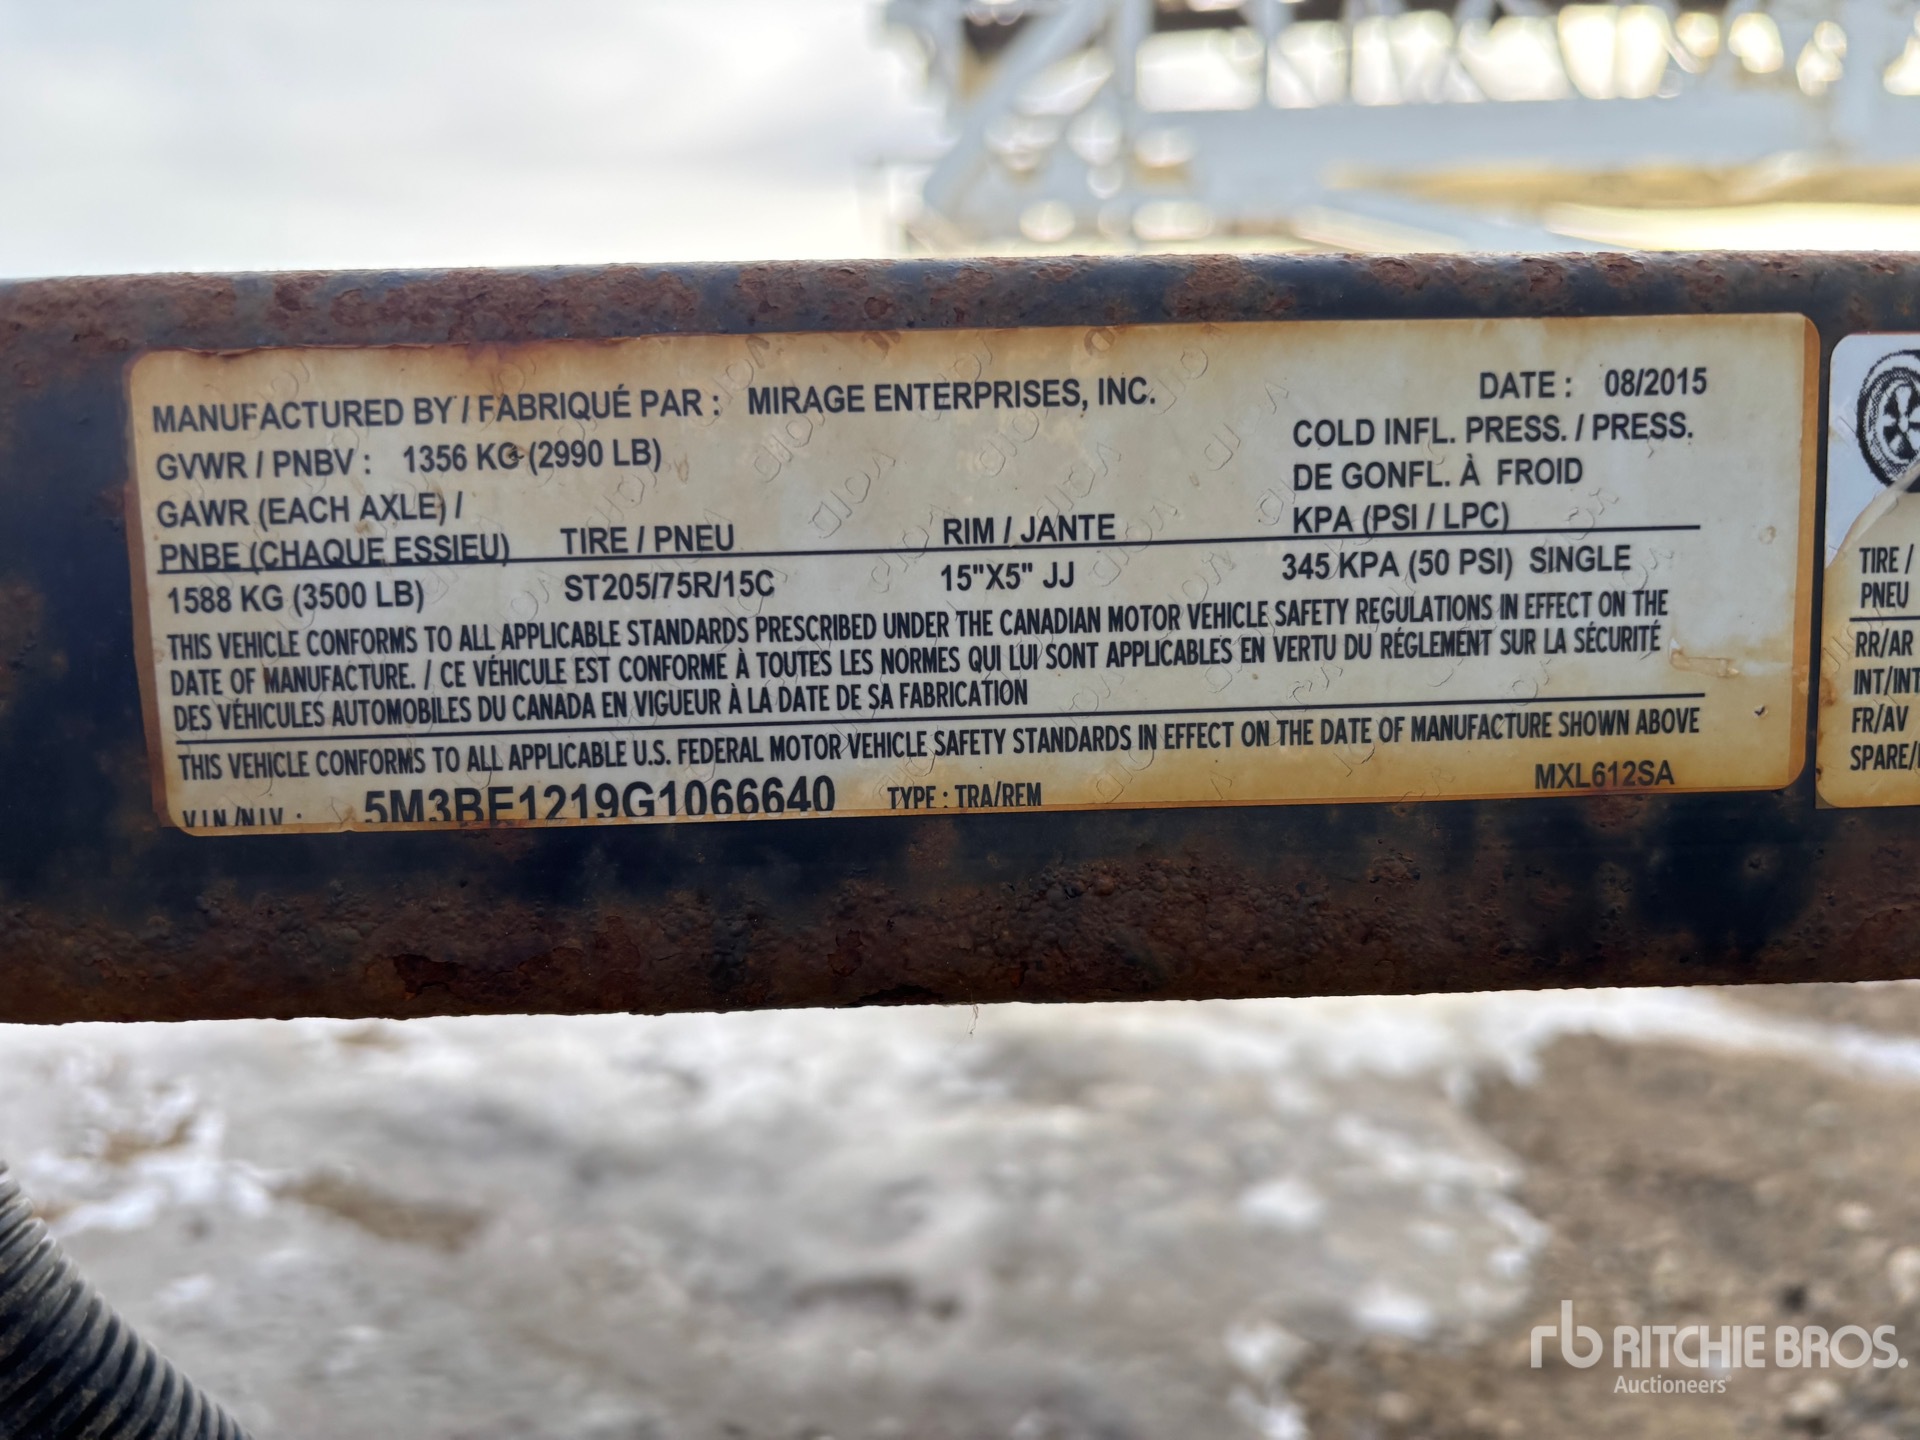 MANUFACTURED BY / FABRIQUÉ PAR : MIRAGE ENTERPRISES, INC.
DATE : 08/2015
GVWR / PNBV : 1356 KG (2990 LB)
COLD INFL. PRESS. / PRESS.
DE GONFL. À FROID
KPA (PSI / LPC)
GAWR (EACH AXLE) /
PNBE (CHAQUE ESSIEU) TIRE / PNEU RIM / JANTE
1588 KG (3500 LB) ST205/75R/15C 15"X5" JJ 345 KPA (50 PSI) SINGLE
THIS VEHICLE CONFORMS TO ALL APPLICABLE STANDARDS PRESCRIBED UNDER THE CANADIAN MOTOR VEHICLE SAFETY REGULATIONS IN EFFECT ON THE
DATE OF MANUFACTURE. / CE VÉHICULE EST CONFORME À TOUTES LES NORMES QUI LUI SONT APPLICABLES EN VERTU DU RÉGLEMENT SUR LA SÉCURITÉ
DES VÉHICULES AUTOMOBILES DU CANADA EN VIGUEUR À LA DATE DE SA FABRICATION
THIS VEHICLE CONFORMS TO ALL APPLICABLE U.S. FEDERAL MOTOR VEHICLE SAFETY STANDARDS IN EFFECT ON THE DATE OF MANUFACTURE SHOWN ABOVE
V.I.N./N.I.V. : 5M3BE1219G1066640 TYPE : TRA/REM MXL612SA
TIRE /
PNEU
RR/AR
INT/INT
FR/AV
SPARE/
rb RITCHIE BROS.
Auctioneers